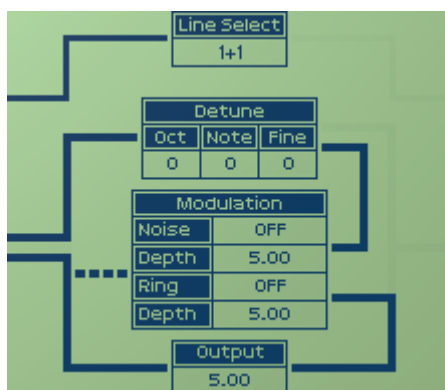 Line Select
1+1
Detune
Oct Note Fine
0 0 0
Modulation
Noise OFF
Depth 5.00
Ring OFF
Depth 5.00
Output
5.00